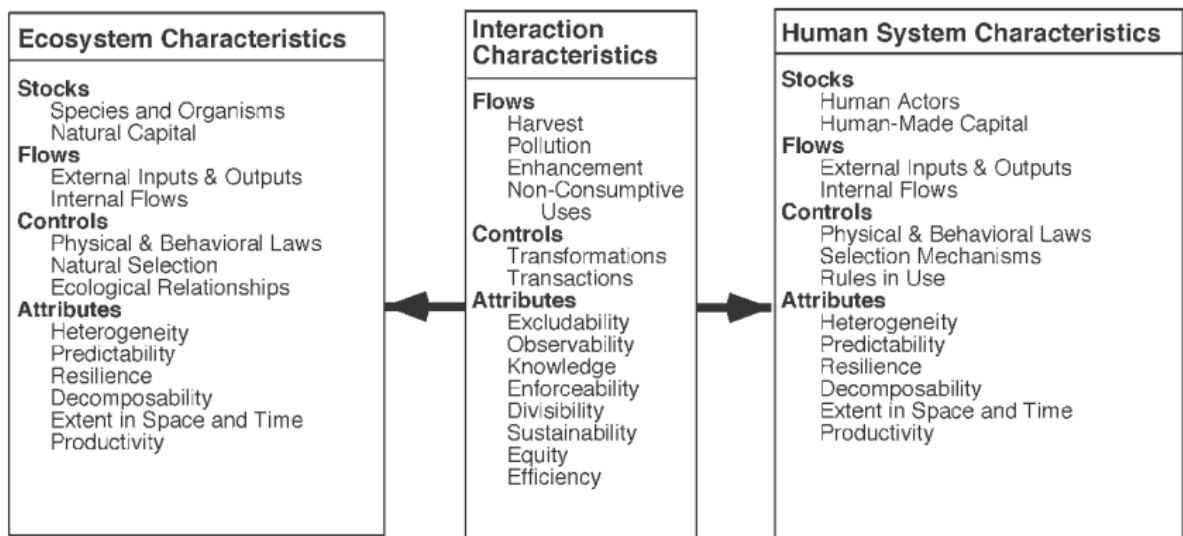 Ecosystem Characteristics
Stocks
Species and Organisms
Natural Capital
Flows
External Inputs & Outputs
Internal Flows
Controls
Physical & Behavioral Laws
Natural Selection
Ecological Relationships
Attributes
Heterogeneity
Predictability
Resilience
Decomposability
Extent in Space and Time
Productivity
Interaction
Characteristics
Flows
Harvest
Pollution
Enhancement
Non-Consumptive
Uses
Controls
Transformations
Transactions
Attributes
Excludability
Observability
Knowledge
Enforceability
Divisibility
Sustainability
Equity
Efficiency
Human System Characteristics
Stocks
Human Actors
Human-Made Capital
Flows
External Inputs & Outputs
Internal Flows
Controls
Physical & Behavioral Laws
Selection Mechanisms
Rules in Use
Attributes
Heterogeneity
Predictability
Resilience
Decomposability
Extent in Space and Time
Productivity